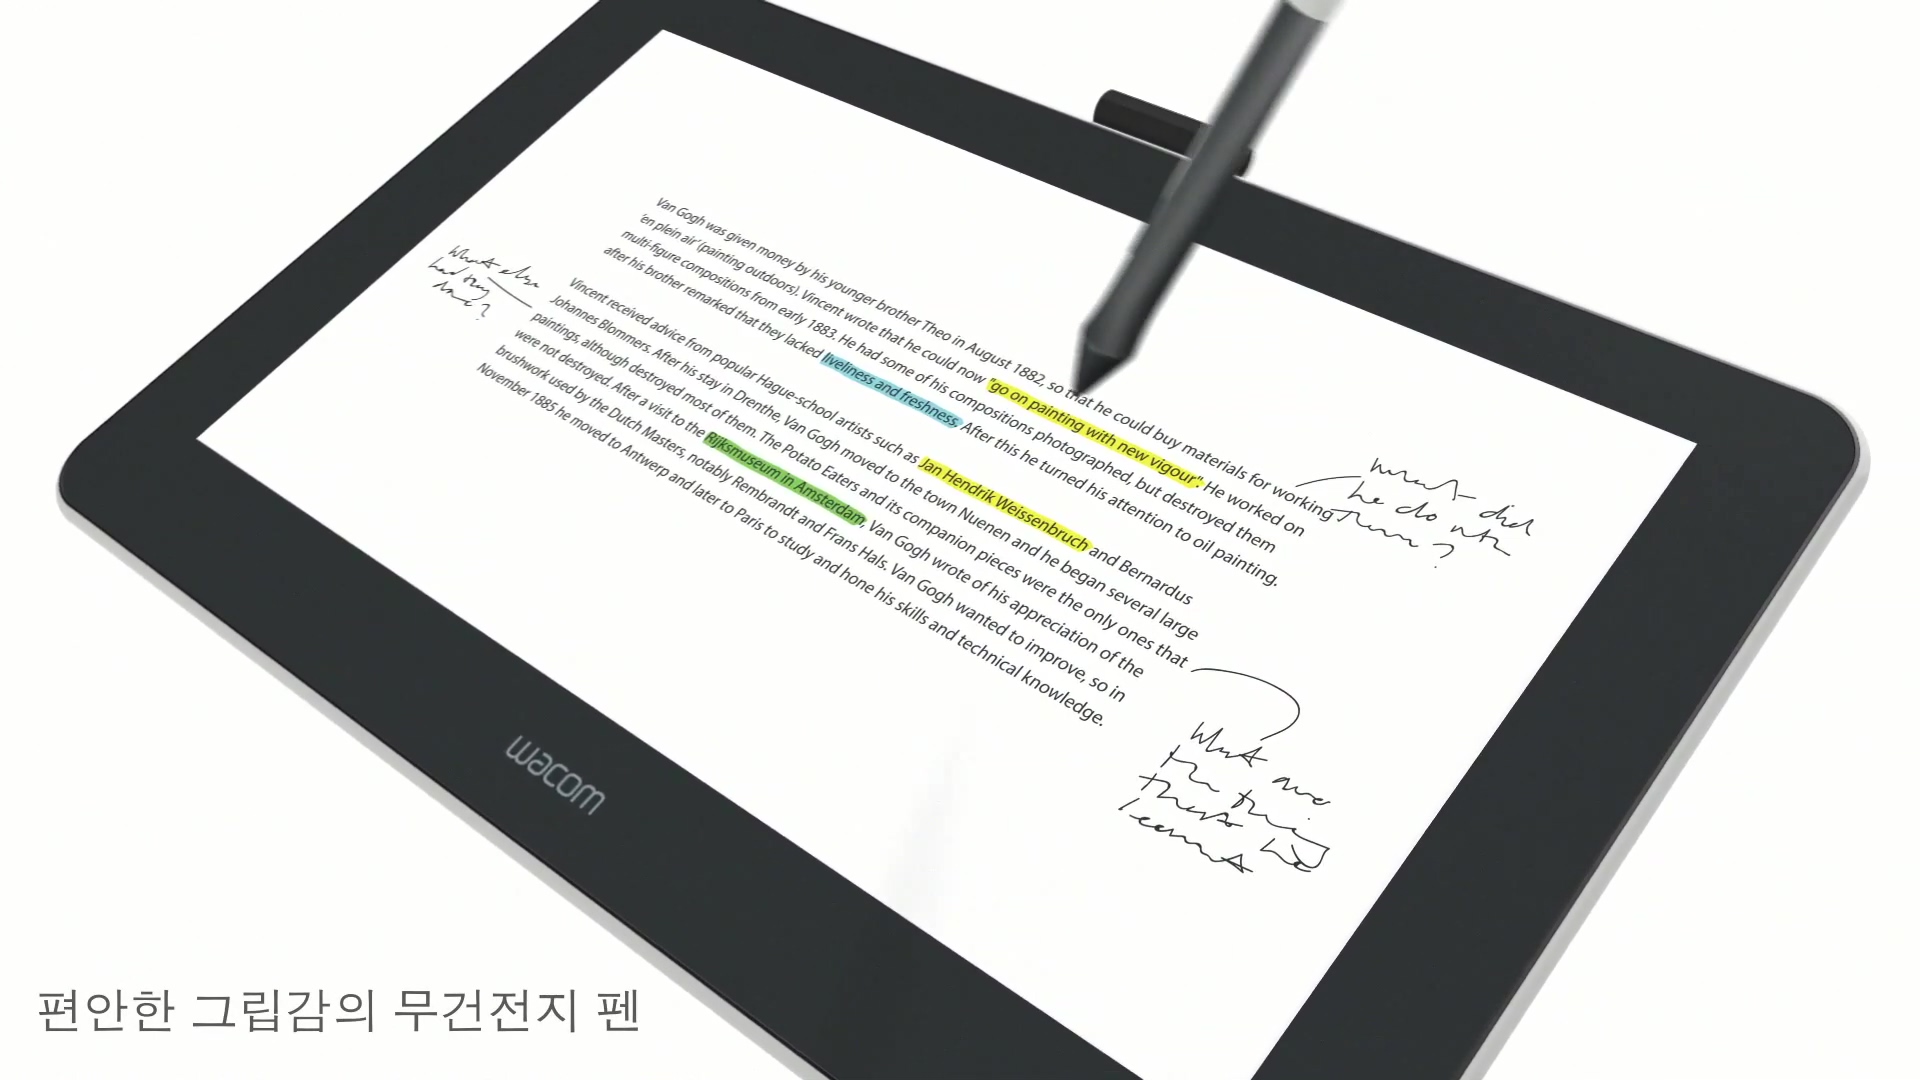 Van Gogh was given money by his younger brother Theo in August 1882, so that he could buy materials for working
'en plein air' (painting outdoors). Vincent wrote that he could now "go on painting with new vigour". He worked on
multi-figure compositions from early 1883. He had some of his compositions photographed, but destroyed them
after his brother remarked that they lacked liveliness and freshness. After this he turned his attention to oil painting.
Vincent received advice from popular Hague-school artists such as Jan Hendrik Weissenbruch and Bernardus
Johannes Blommers. After his stay in Drenthe, Van Gogh moved to the town Nuenen and he began several large
paintings, although destroyed most of them. The Potato Eaters and its companion pieces were the only ones that
were not destroyed. After a visit to the Rijksmuseum in Amsterdam, Van Gogh wrote of his appreciation of the
brushwork used by the Dutch Masters, notably Rembrandt and Frans Hals. Van Gogh wanted to improve, so in
November 1885 he moved to Antwerp and later to Paris to study and hone his skills and technical knowledge.
What else
had they
done?
what did
he do with
them?
What are
the
that he
learnt
wacom
편안한 그립감의 무건전지 펜